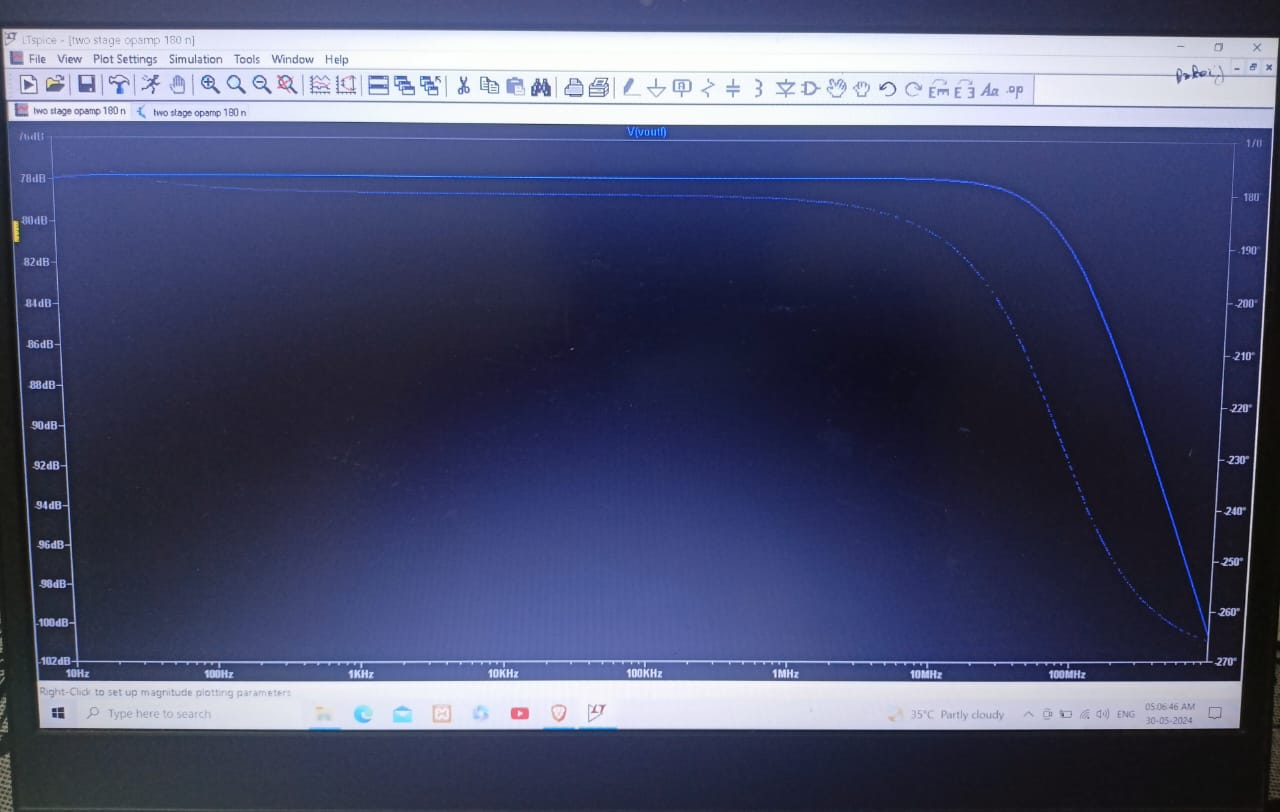 LTspice - [two stage opamp 180 n]
File View Plot Settings Simulation Tools Window Help
two stage opamp 180 n two stage opamp 180 n
V(voutf)
78dB
-80dB
-82dB
-84dB
-86dB
-88dB
-90dB
-92dB
-94dB
-96dB
-98dB
-100dB
-102dB
180°
-190°
-200°
-210°
-220°
-230°
-240°
-250°
-260°
-270°
10Hz 100Hz 1KHz 10KHz 100KHz 1MHz 10MHz 100MHz
Right-Click to set up magnitude plotting parameters
Type here to search
35°C Partly cloudy
ENG
05:06:46 AM
30-05-2024